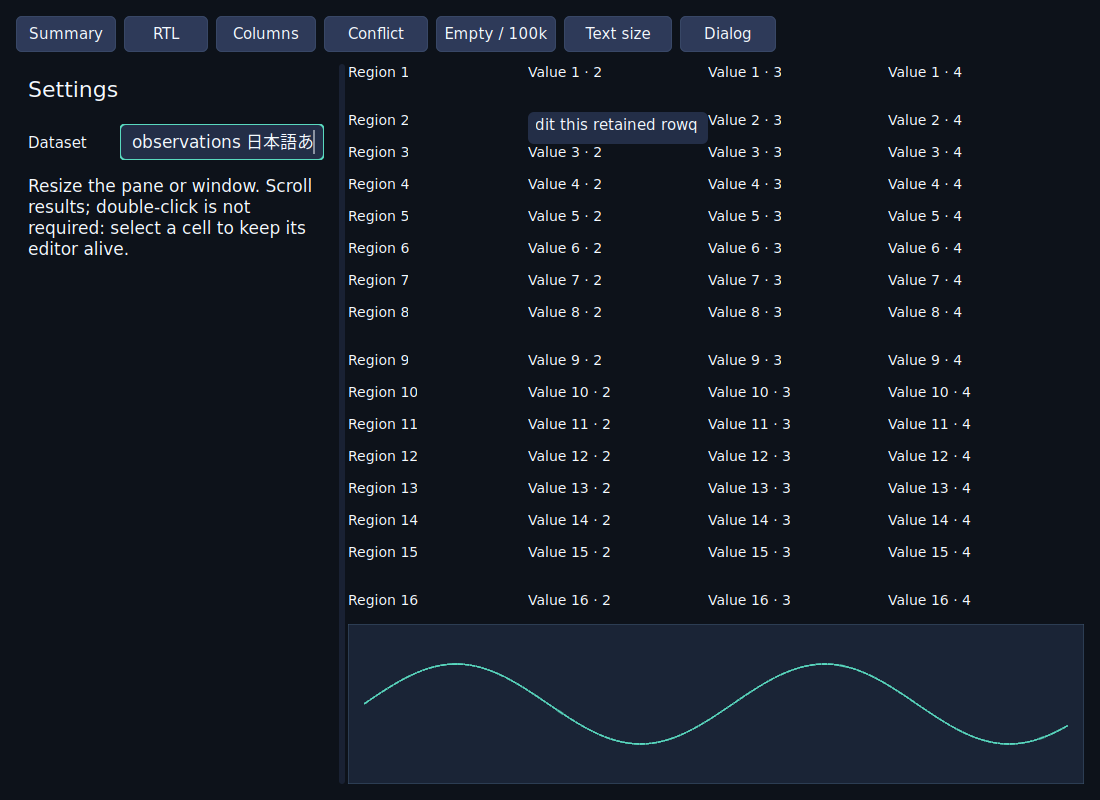 Summary RTL Columns Conflict Empty / 100k Text size Dialog
Settings
Dataset observations 日本語あ
Resize the pane or window. Scroll
results; double-click is not
required: select a cell to keep its
editor alive.
Region 1 Value 1 · 2 Value 1 · 3 Value 1 · 4
Region 2 dit this retained rowq Value 2 · 3 Value 2 · 4
Region 3 Value 3 · 2 Value 3 · 3 Value 3 · 4
Region 4 Value 4 · 2 Value 4 · 3 Value 4 · 4
Region 5 Value 5 · 2 Value 5 · 3 Value 5 · 4
Region 6 Value 6 · 2 Value 6 · 3 Value 6 · 4
Region 7 Value 7 · 2 Value 7 · 3 Value 7 · 4
Region 8 Value 8 · 2 Value 8 · 3 Value 8 · 4
Region 9 Value 9 · 2 Value 9 · 3 Value 9 · 4
Region 10 Value 10 · 2 Value 10 · 3 Value 10 · 4
Region 11 Value 11 · 2 Value 11 · 3 Value 11 · 4
Region 12 Value 12 · 2 Value 12 · 3 Value 12 · 4
Region 13 Value 13 · 2 Value 13 · 3 Value 13 · 4
Region 14 Value 14 · 2 Value 14 · 3 Value 14 · 4
Region 15 Value 15 · 2 Value 15 · 3 Value 15 · 4
Region 16 Value 16 · 2 Value 16 · 3 Value 16 · 4